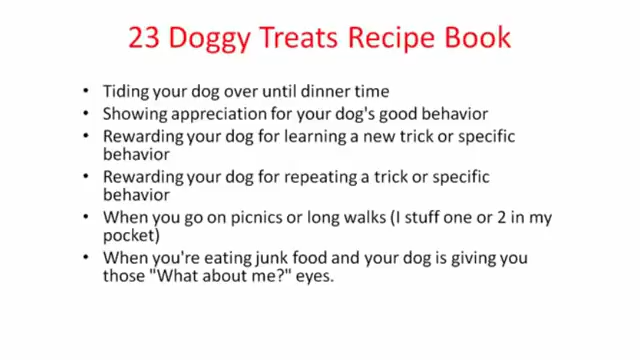 23 Doggy Treats Recipe Book
• Tiding your dog over until dinner time
• Showing appreciation for your dog's good behavior
• Rewarding your dog for learning a new trick or specific
behavior
• Rewarding your dog for repeating a trick or specific
behavior
• When you go on picnics or long walks (I stuff one or 2 in my
pocket)
• When you're eating junk food and your dog is giving you
those "What about me?" eyes.